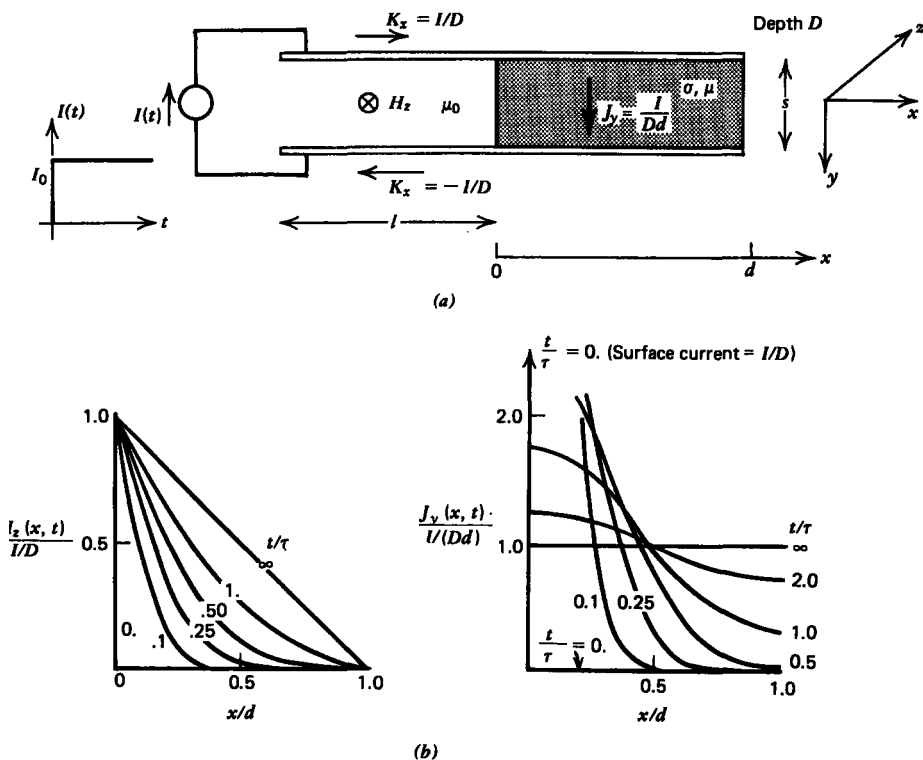 K_x = I/D
Depth D
z
I(t)
I_0
t
I(t)
⊗ H_z μ_0
J_y = I/Dd
σ, μ
s
x
y
K_x = −I/D
l
0
d
x
(a)
1.0
0.5
I_z (x, t)
I/D
t/τ
∞
1.
.50
.25
.1
0.
0
0.5
1.0
x/d
t/τ = 0. (Surface current = I/D)
2.0
1.0
J_y (x, t) ·
I/(Dd)
t/τ
∞
2.0
1.0
0.5
0.1
0.25
t/τ = 0.
0.5
1.0
x/d
(b)